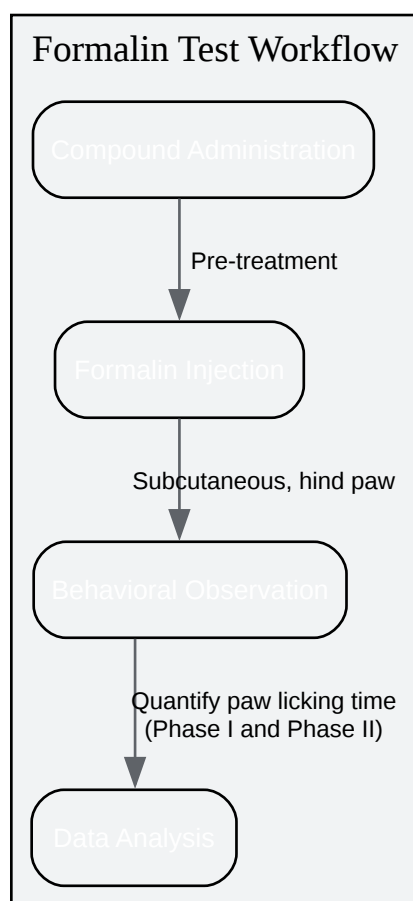 Formalin Test Workflow
Compound Administration
Pre-treatment
Formalin Injection
Subcutaneous, hind paw
Behavioral Observation
Quantify paw licking time
(Phase I and Phase II)
Data Analysis